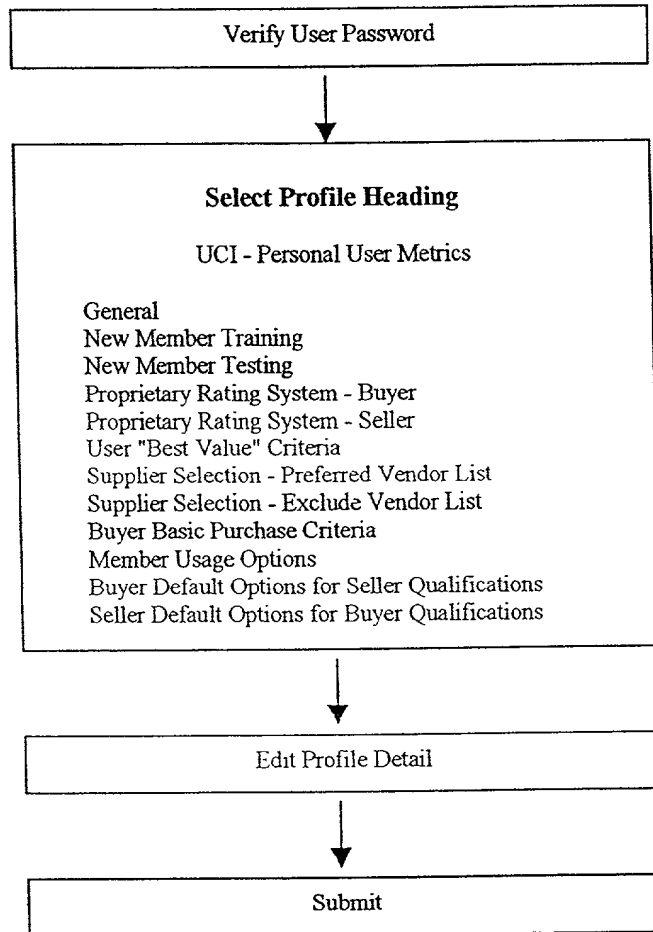 Verify User Password
Select Profile Heading
UCI - Personal User Metrics
General
New Member Training
New Member Testing
Proprietary Rating System - Buyer
Proprietary Rating System - Seller
User "Best Value" Criteria
Supplier Selection - Preferred Vendor List
Supplier Selection - Exclude Vendor List
Buyer Basic Purchase Criteria
Member Usage Options
Buyer Default Options for Seller Qualifications
Seller Default Options for Buyer Qualifications
Edit Profile Detail
Submit